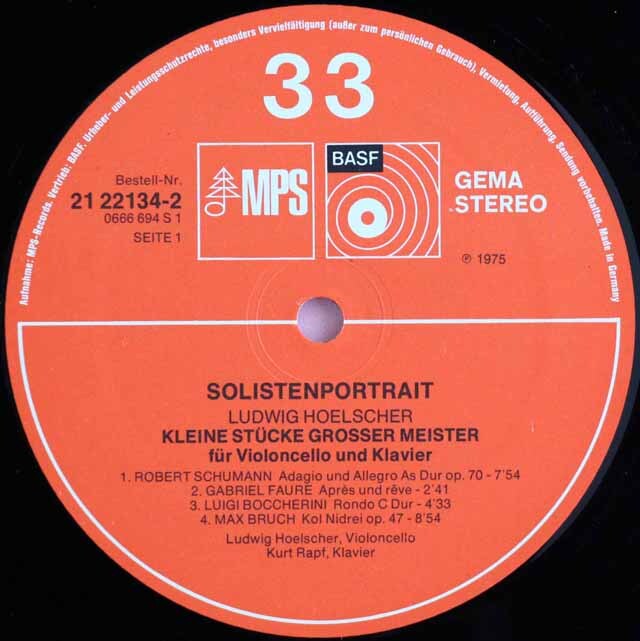 Aufnahme: MPS-Records. Vertrieb: BASF. Urheber- und Leistungsschutzrechte, besonders Vervielfältigung (außer zum persönlichen Gebrauch), Vermietung, Aufführung, Sendung vorbehalten. Made in Germany
33
Bestell-Nr.
21 22134-2
0666 694 S 1
SEITE 1
MPS
BASF
GEMA
STEREO
℗ 1975
SOLISTENPORTRAIT
LUDWIG HOELSCHER
KLEINE STÜCKE GROSSER MEISTER
für Violoncello und Klavier
1. ROBERT SCHUMANN Adagio und Allegro As Dur op. 70 - 7'54
2. GABRIEL FAURÉ Après und rêve - 2'41
3. LUIGI BOCCHERINI Rondo C Dur - 4'33
4. MAX BRUCH Kol Nidrei op. 47 - 8'54
Ludwig Hoelscher, Violoncello
Kurt Rapf, Klavier